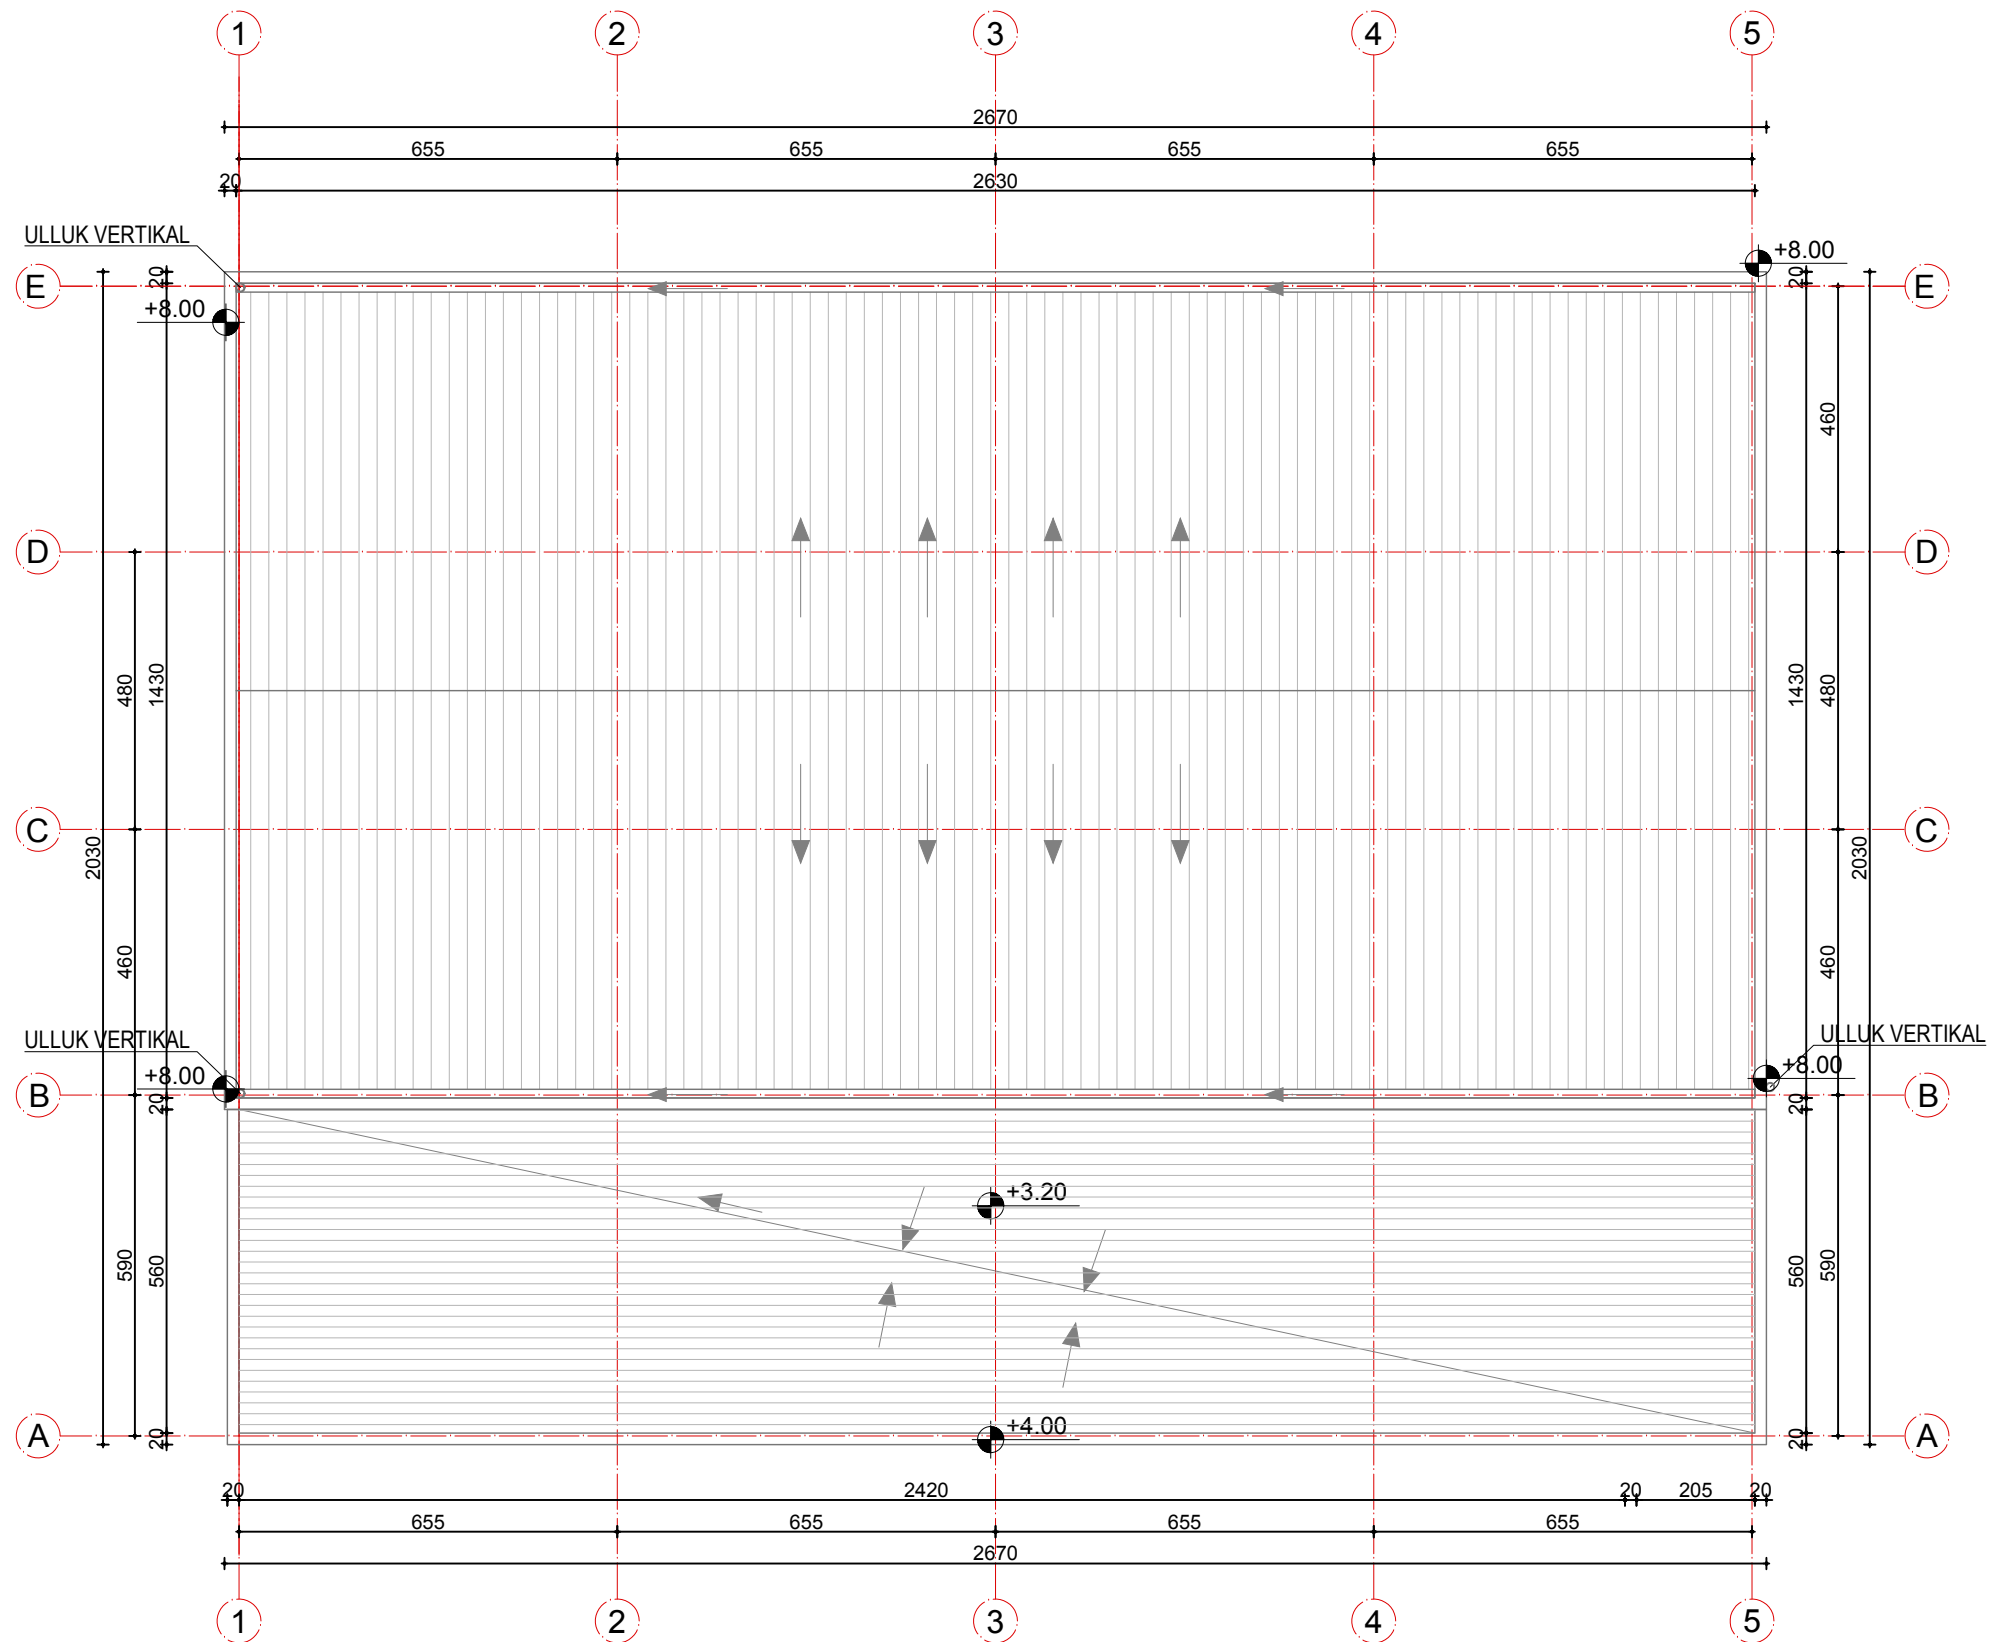 1 2 3 4 5
2670
655 655 655 655
20 2630
ULLUK VERTIKAL
+8.00
E 20 20 E
+8.00
460
D D
480 1430 1430 480
C C
2030 2030
460 460
ULLUK VERTIKAL ULLUK VERTIKAL
+8.00 +8.00
B 20 20 B
+3.20
590 560 560 590
+4.00
A 20 20 A
20 2420 20 205 20
655 655 655 655
2670
1 2 3 4 5